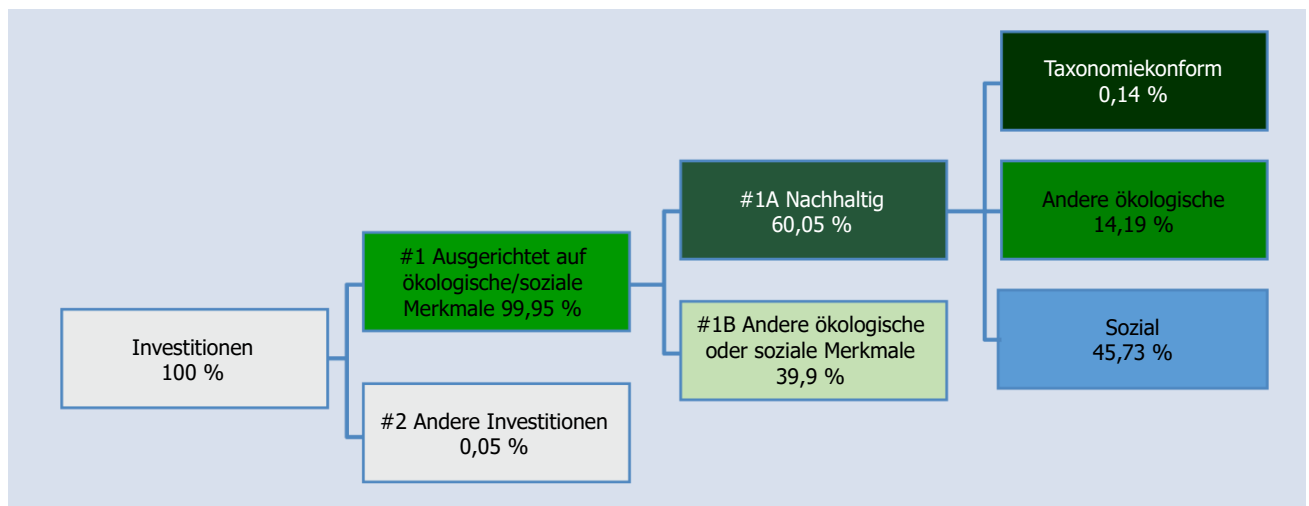 Investitionen
100 %
#1 Ausgerichtet auf
ökologische/soziale
Merkmale 99,95 %
#2 Andere Investitionen
0,05 %
#1A Nachhaltig
60,05 %
#1B Andere ökologische
oder soziale Merkmale
39,9 %
Taxonomiekonform
0,14 %
Andere ökologische
14,19 %
Sozial
45,73 %